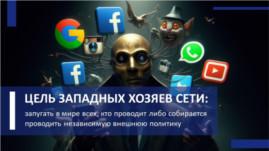 ЦЕЛЬ ЗАПАДНЫХ ХОЗЯЕВ СЕТИ:
запугать в мире всех, кто проводит либо собирается
проводить независимую внешнюю политику